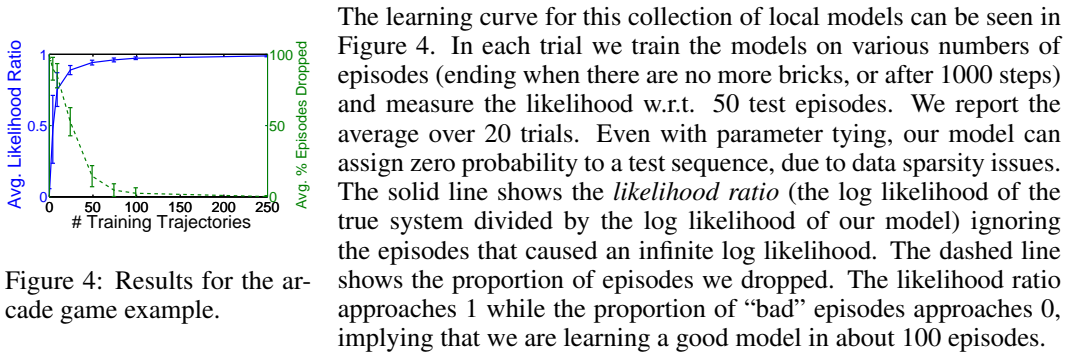 Avg. Likelihood Ratio
1
0.5
0
100
50
0
Avg. % Episodes Dropped
0 50 100 150 200 250
# Training Trajectories
Figure 4: Results for the ar-
cade game example.
The learning curve for this collection of local models can be seen in
Figure 4. In each trial we train the models on various numbers of
episodes (ending when there are no more bricks, or after 1000 steps)
and measure the likelihood w.r.t. 50 test episodes. We report the
average over 20 trials. Even with parameter tying, our model can
assign zero probability to a test sequence, due to data sparsity issues.
The solid line shows the likelihood ratio (the log likelihood of the
true system divided by the log likelihood of our model) ignoring
the episodes that caused an infinite log likelihood. The dashed line
shows the proportion of episodes we dropped. The likelihood ratio
approaches 1 while the proportion of “bad” episodes approaches 0,
implying that we are learning a good model in about 100 episodes.